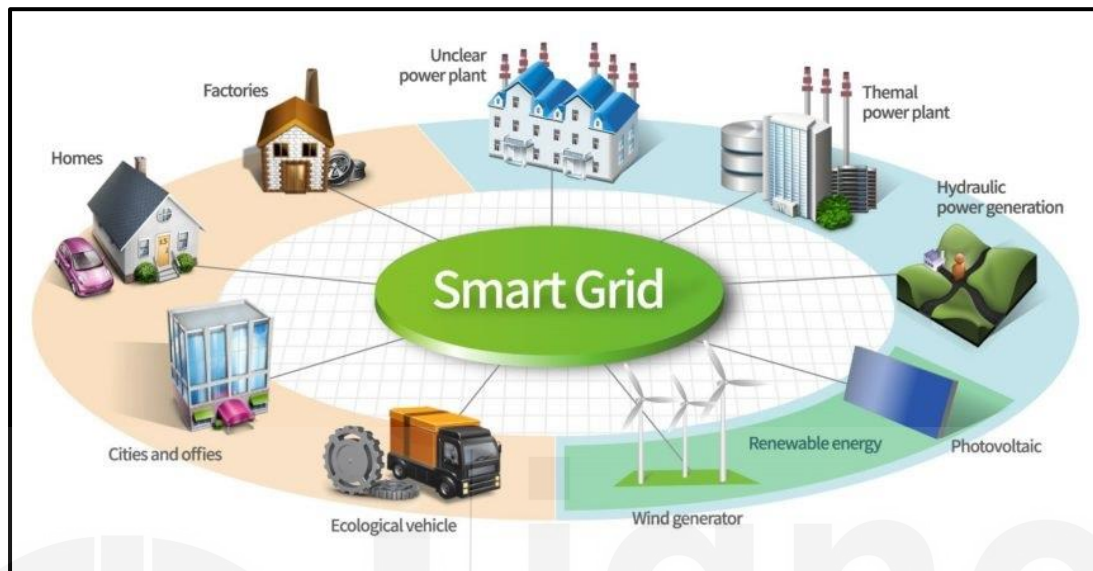 Unclear
power plant
Themal
power plant
Factories
Homes
Hydraulic
power generation
Smart Grid
Renewable energy
Photovoltaic
Cities and offies
Ecological vehicle
Wind generator